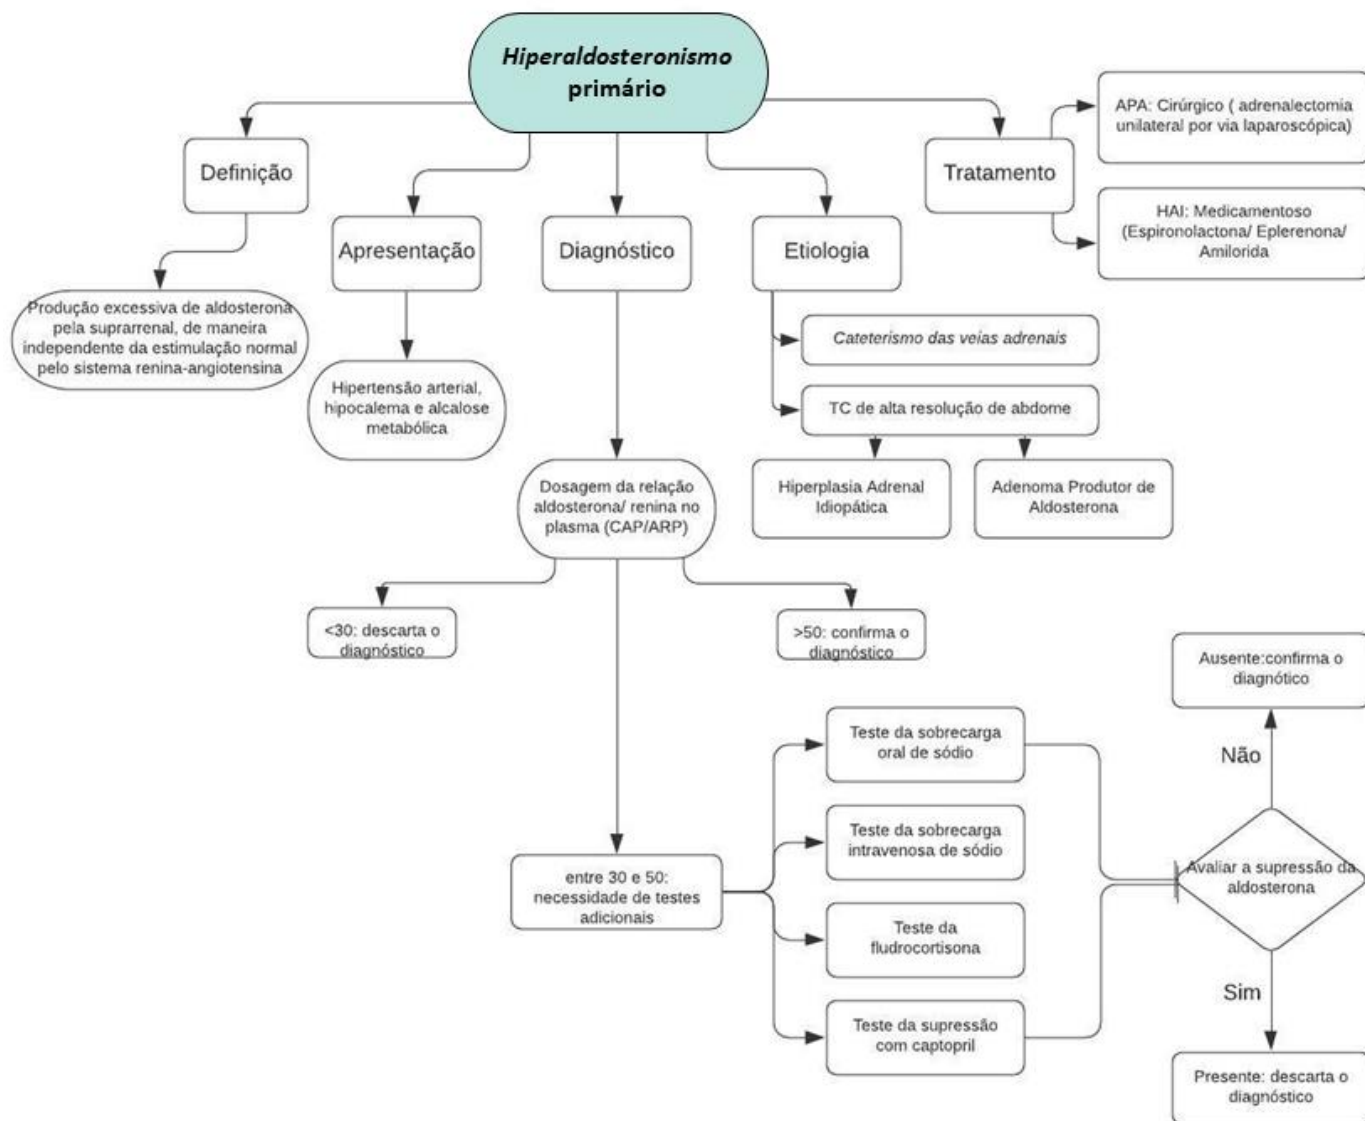 Hiperaldosteronismo
primário
Definição
Produção excessiva de aldosterona
pela suprarrenal, de maneira
independente da estimulação normal
pelo sistema renina-angiotensina
Apresentação
Hipertensão arterial,
hipocalema e alcalose
metabólica
Diagnóstico
Dosagem da relação
aldosterona/ renina no
plasma (CAP/ARP)
<30: descarta o
diagnóstico
>50: confirma o
diagnóstico
entre 30 e 50:
necessidade de testes
adicionais
Teste da sobrecarga
oral de sódio
Teste da sobrecarga
intravenosa de sódio
Teste da
fludrocortisona
Teste da supressão
com captopril
Avaliar a supressão da
aldosterona
Não
Ausente:confirma o
diagnótico
Sim
Presente: descarta o
diagnóstico
Etiologia
Cateterismo das veias adrenais
TC de alta resolução de abdome
Hiperplasia Adrenal
Idiopática
Adenoma Produtor de
Aldosterona
Tratamento
APA: Cirúrgico ( adrenalectomia
unilateral por via laparoscópica)
HAI: Medicamentoso
(Espironolactona/ Eplerenona/
Amilorida